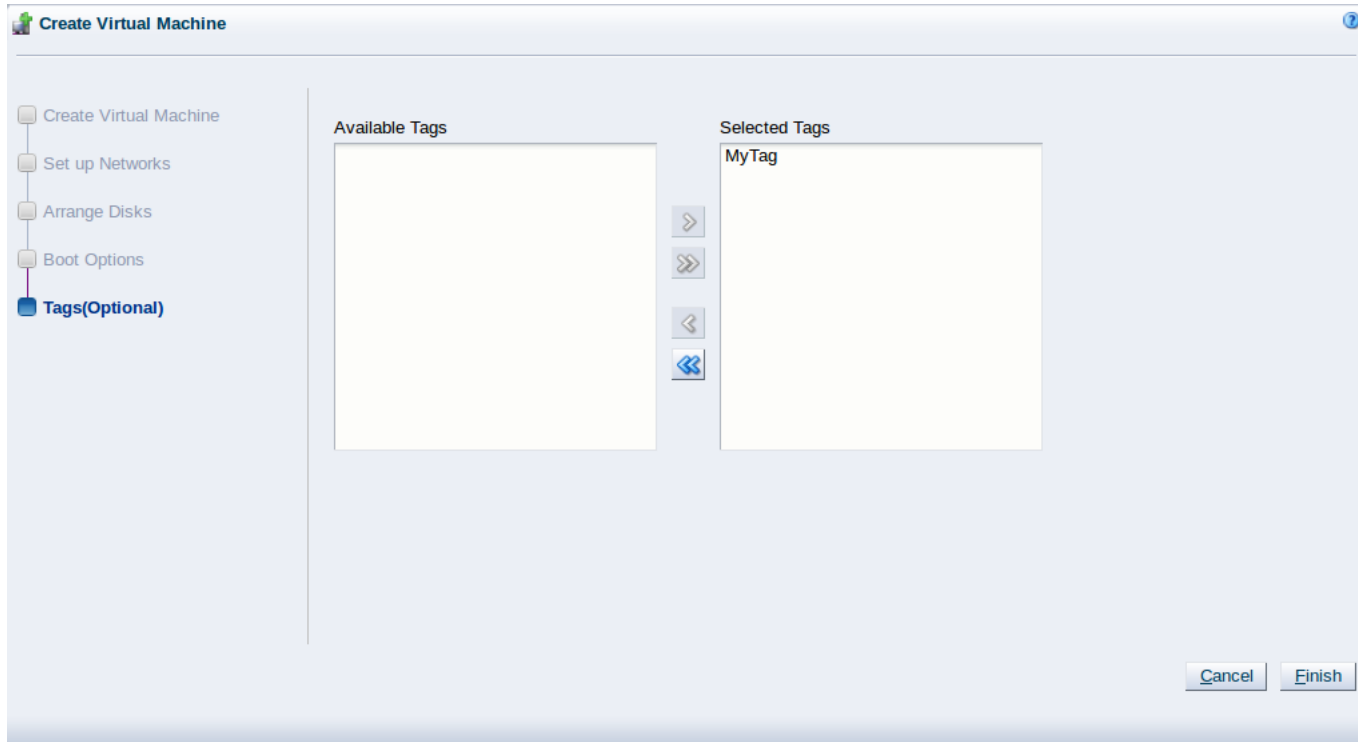 Create Virtual Machine
Create Virtual Machine
Set up Networks
Arrange Disks
Boot Options
Tags(Optional)
Available Tags
Selected Tags
MyTag
Cancel
Finish